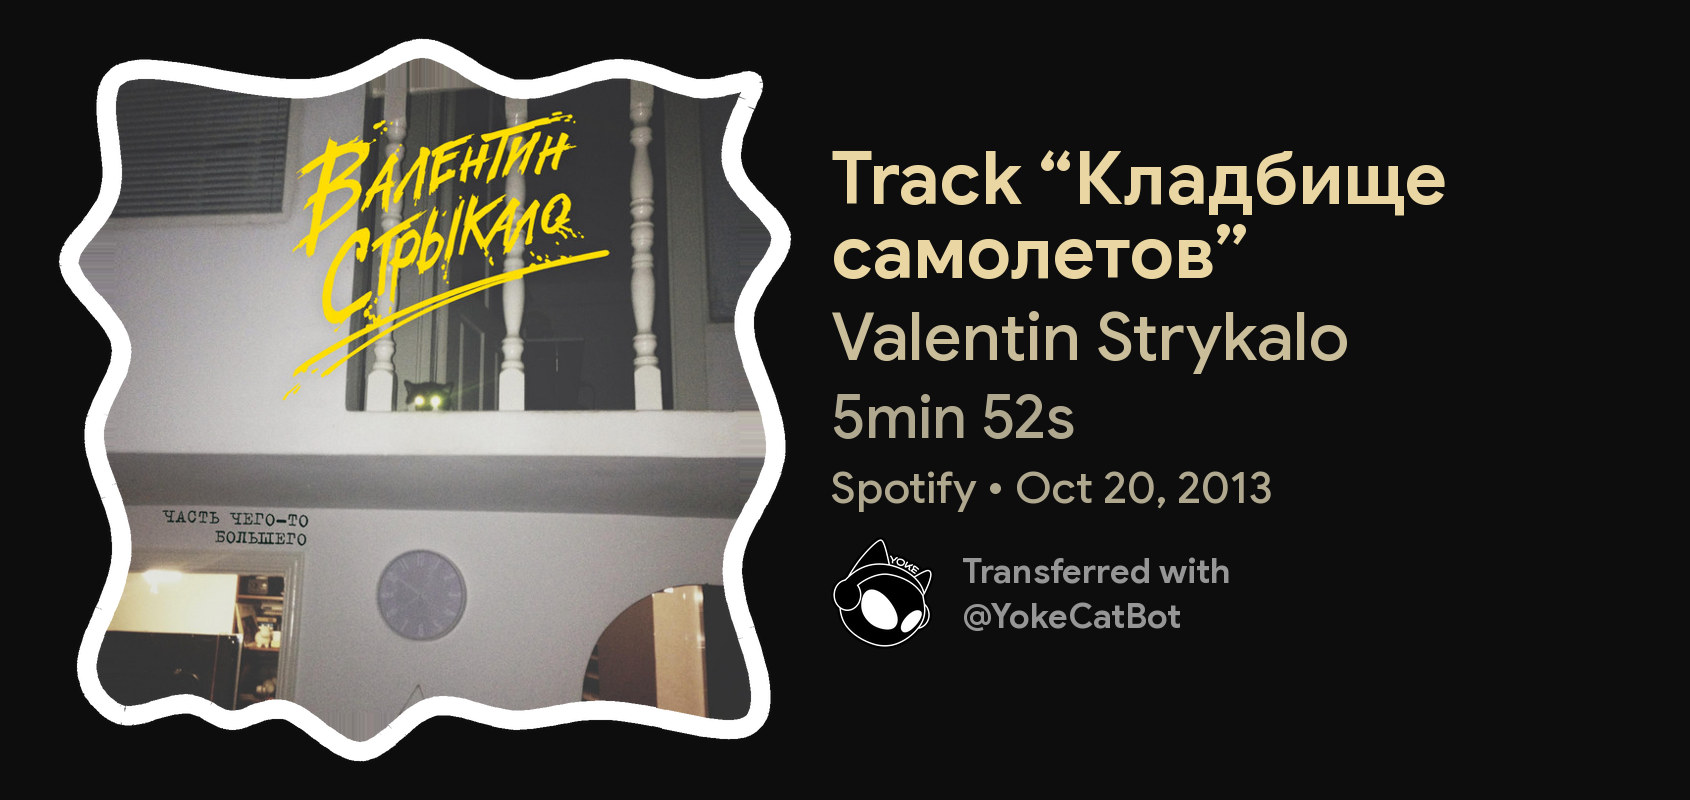 ВАЛЕНТИН
СТРЫКАЛО
ЧАСТЬ ЧЕГО-ТО
БОЛЬШЕГО
Track “Кладбище
самолетов”
Valentin Strykalo
5min 52s
Spotify • Oct 20, 2013
YOKE
Transferred with
@YokeCatBot